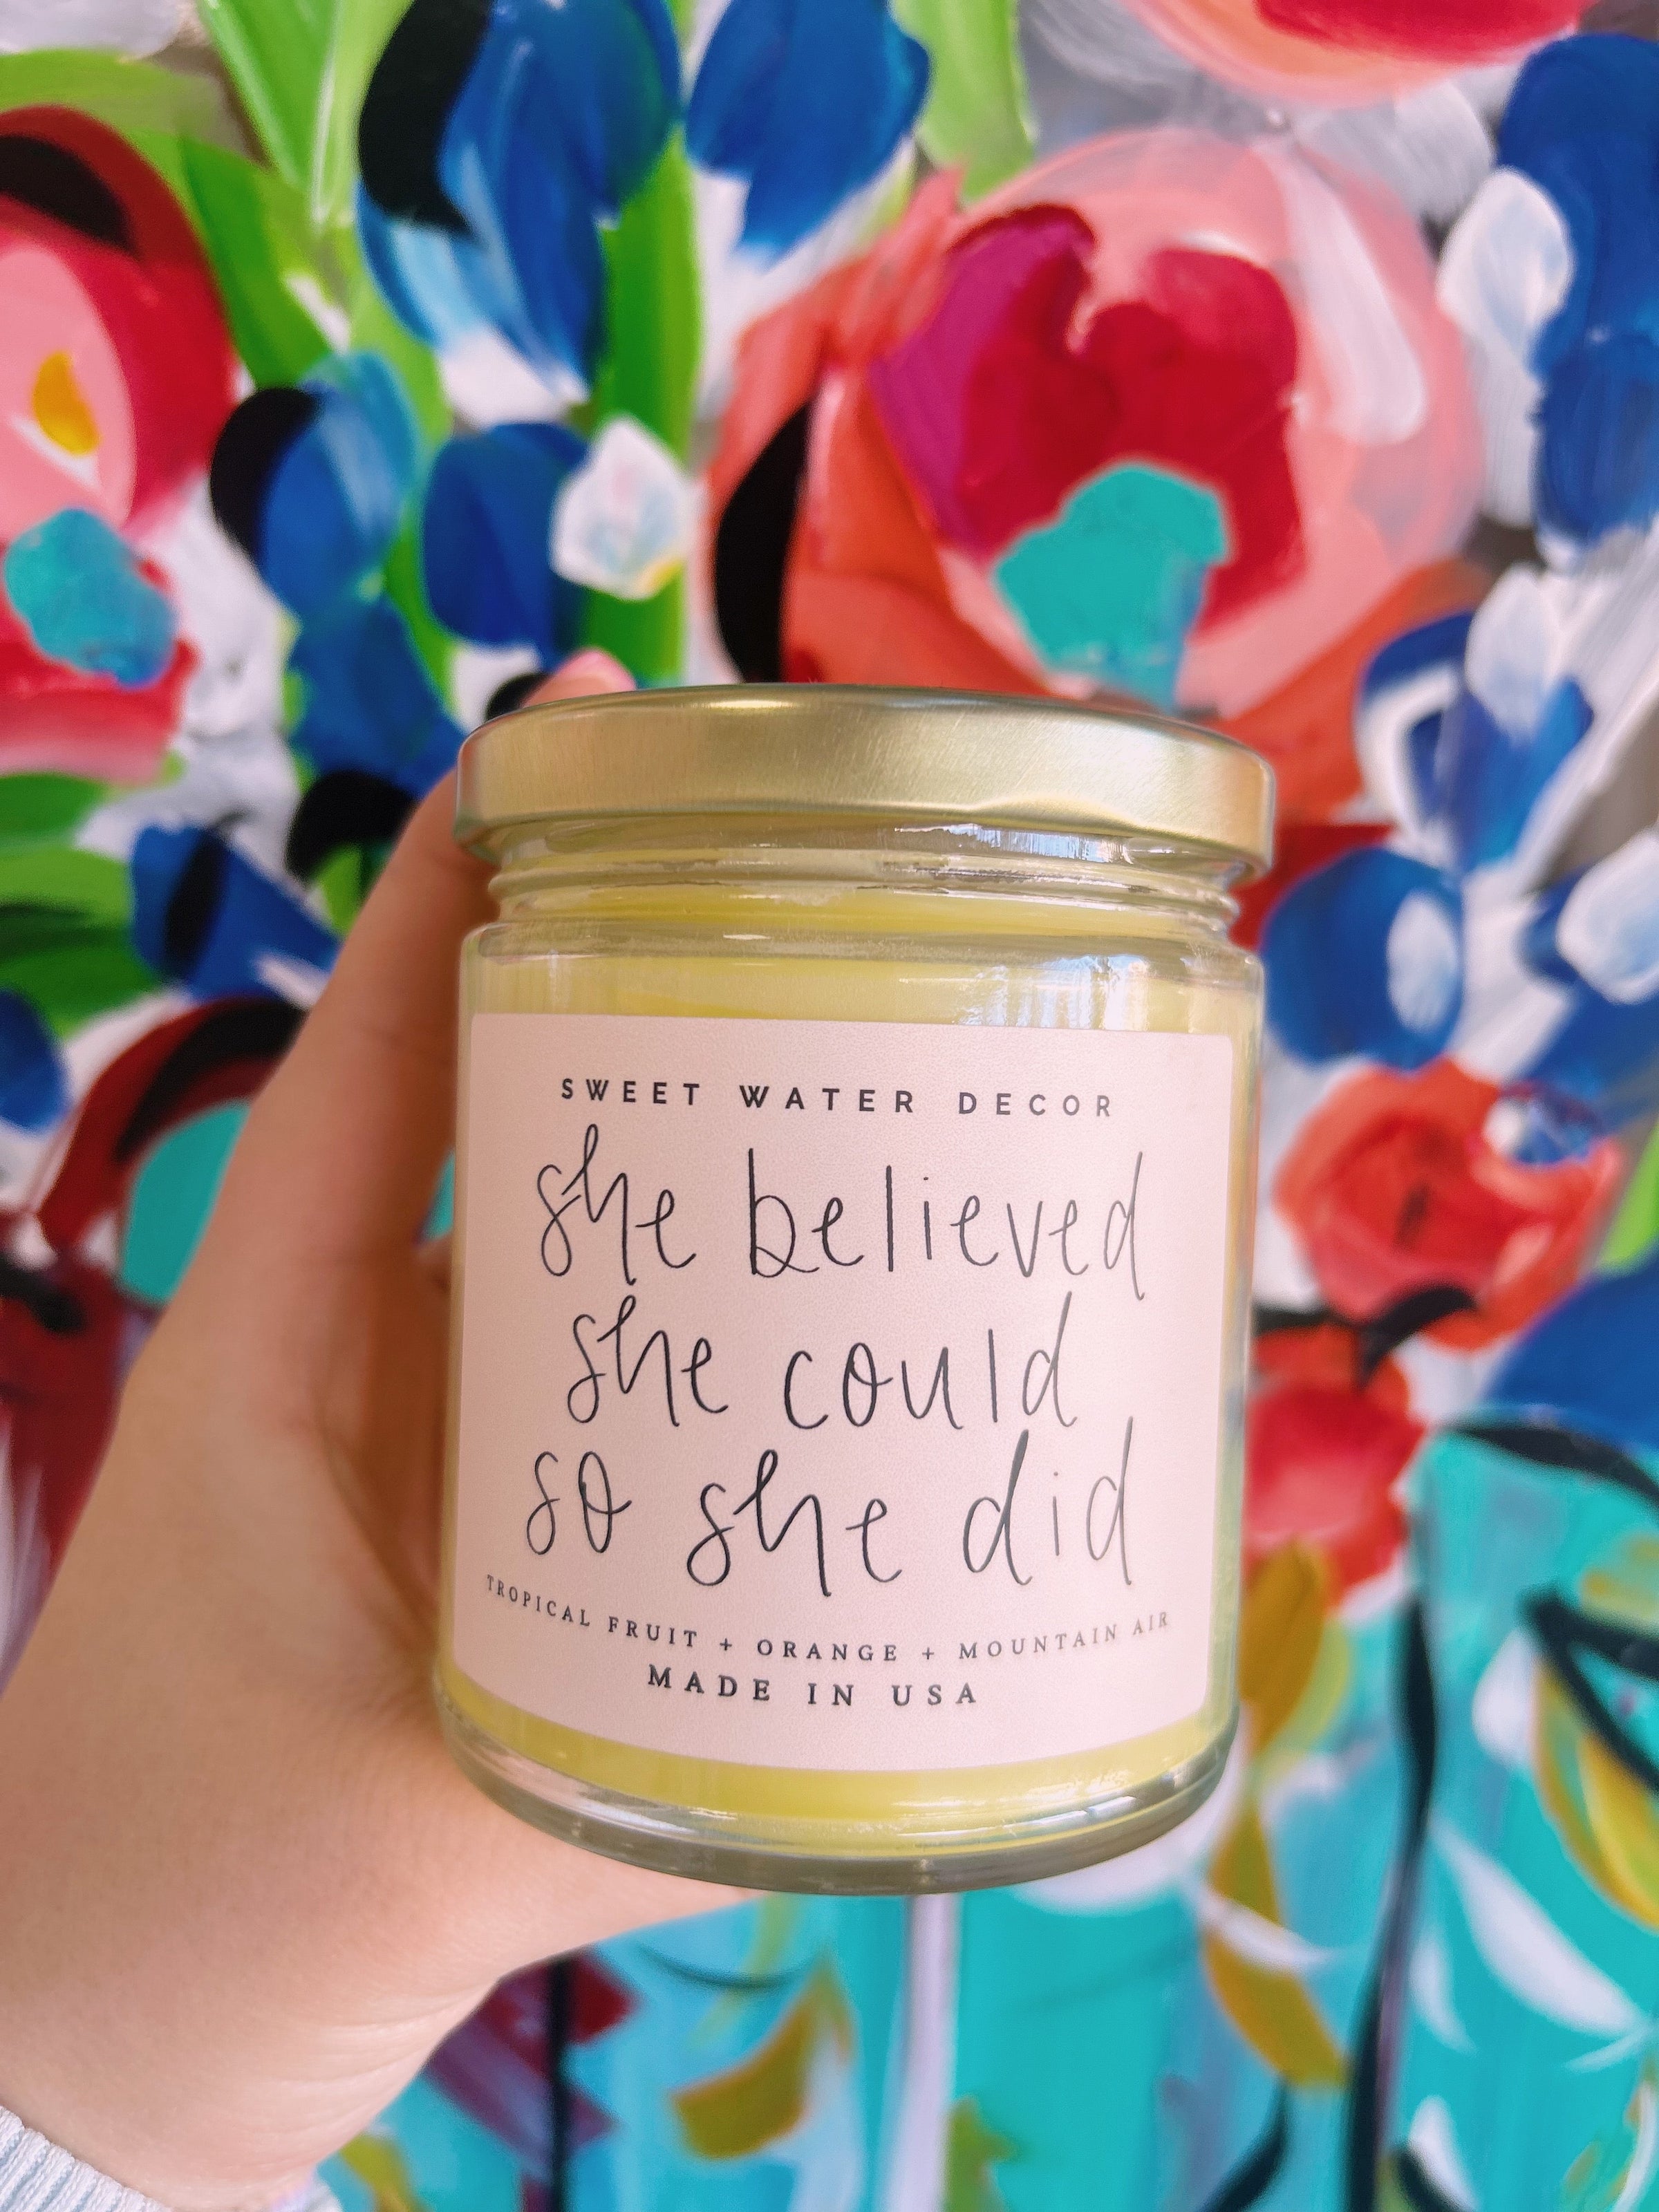 SWEET WATER DECOR
she believed
she could
so she did
TROPICAL FRUIT + ORANGE + MOUNTAIN AIR
MADE IN USA